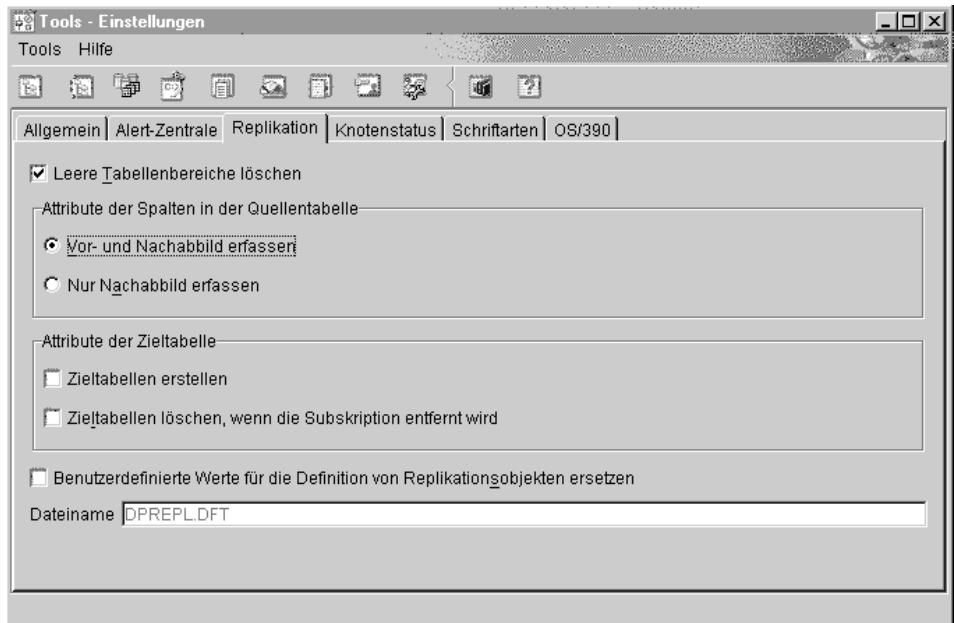 Tools - Einstellungen
Tools Hilfe
Allgemein Alert-Zentrale Replikation Knotenstatus Schriftarten OS/390
Leere Tabellenbereiche löschen
Attribute der Spalten in der Quellentabelle
Vor- und Nachabbild erfassen
Nur Nachabbild erfassen
Attribute der Zieltabelle
Zieltabellen erstellen
Zieltabellen löschen, wenn die Subskription entfernt wird
Benutzerdefinierte Werte für die Definition von Replikationsobjekten ersetzen
Dateiname DPREPL.DFT